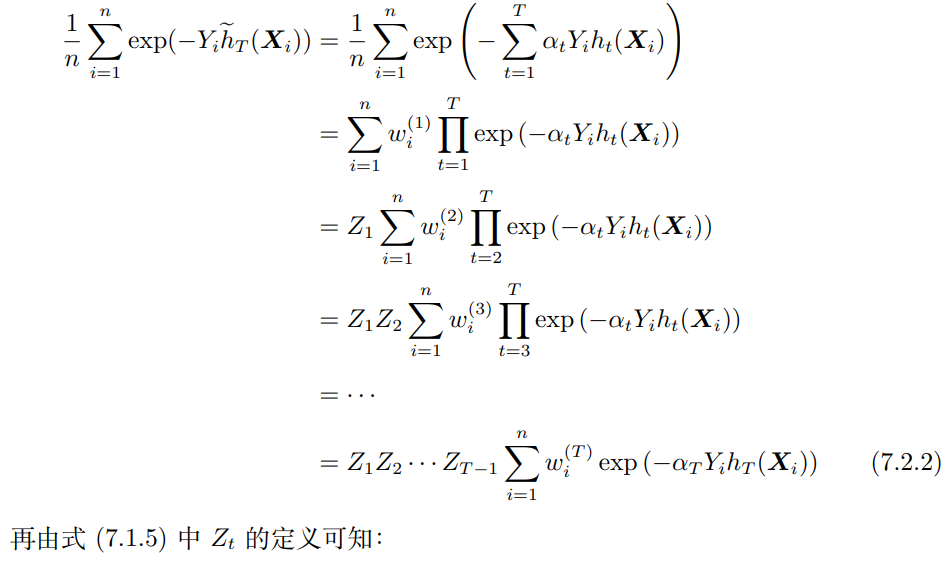 $\frac{1}{n}\sum_{i=1}^{n}\exp(-Y_i\widetilde{h}_T(\boldsymbol{X}_i)) = \frac{1}{n}\sum_{i=1}^{n}\exp\left(-\sum_{t=1}^{T}\alpha_t Y_i h_t(\boldsymbol{X}_i)\right)$
$= \sum_{i=1}^{n} w_i^{(1)} \prod_{t=1}^{T} \exp\left(-\alpha_t Y_i h_t(\boldsymbol{X}_i)\right)$
$= Z_1 \sum_{i=1}^{n} w_i^{(2)} \prod_{t=2}^{T} \exp\left(-\alpha_t Y_i h_t(\boldsymbol{X}_i)\right)$
$= Z_1 Z_2 \sum_{i=1}^{n} w_i^{(3)} \prod_{t=3}^{T} \exp\left(-\alpha_t Y_i h_t(\boldsymbol{X}_i)\right)$
$= \cdots$
$= Z_1 Z_2 \cdots Z_{T-1} \sum_{i=1}^{n} w_i^{(T)} \exp\left(-\alpha_T Y_i h_T(\boldsymbol{X}_i)\right)$ (7.2.2)
再由式 (7.1.5) 中 $Z_t$ 的定义可知：